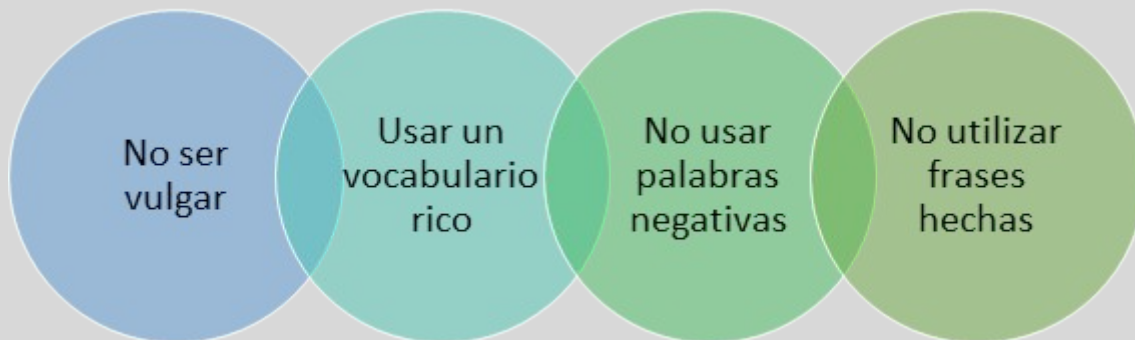 No ser
vulgar
Usar un
vocabulario
rico
No usar
palabras
negativas
No utilizar
frases
hechas